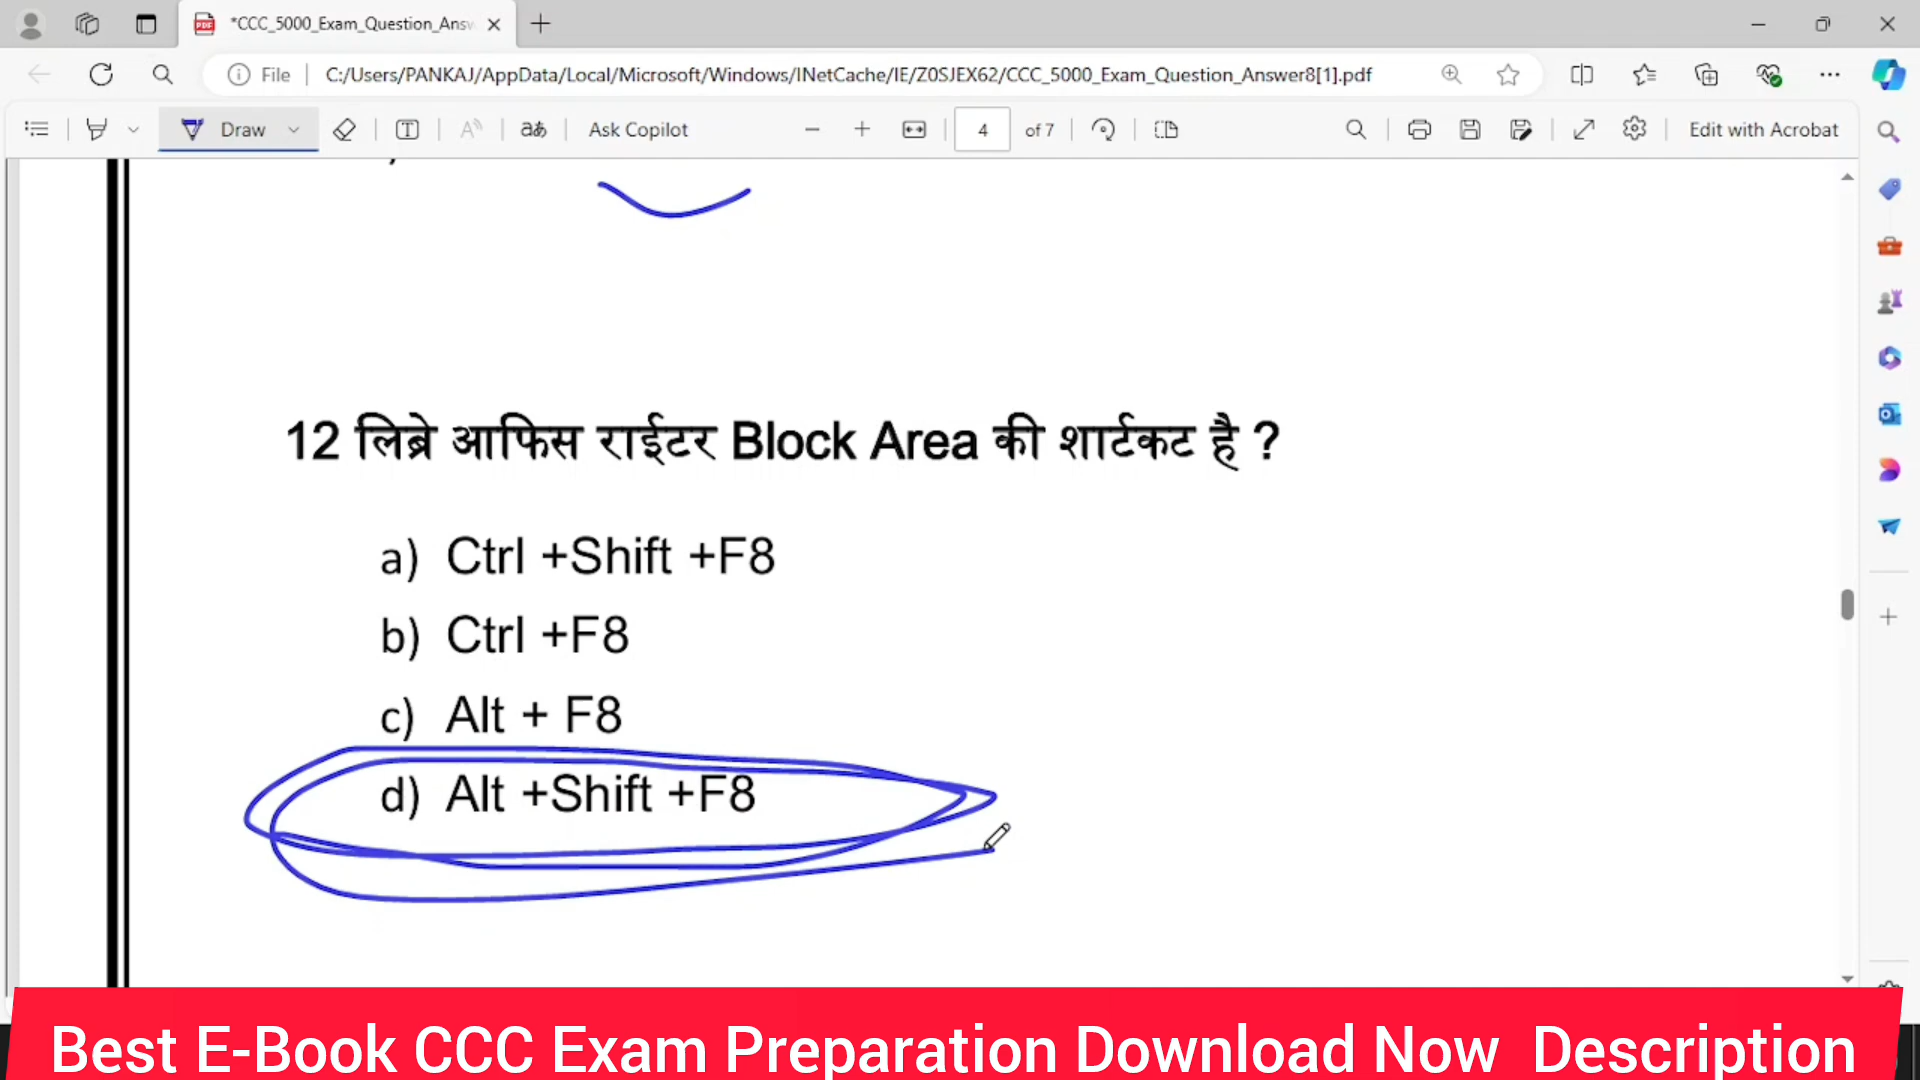 *CCC_5000_Exam_Question_Answ
File
C:/Users/PANKAJ/AppData/Local/Microsoft/Windows/INetCache/IE/Z0SJEX62/CCC_5000_Exam_Question_Answer8[1].pdf
Draw
Ask Copilot
4 of 7
Edit with Acrobat
12 लिब्रे आफिस राईटर Block Area की शार्टकट है ?
a) Ctrl +Shift +F8
b) Ctrl +F8
c) Alt + F8
d) Alt +Shift +F8
Best E-Book CCC Exam Preparation Download Now Description